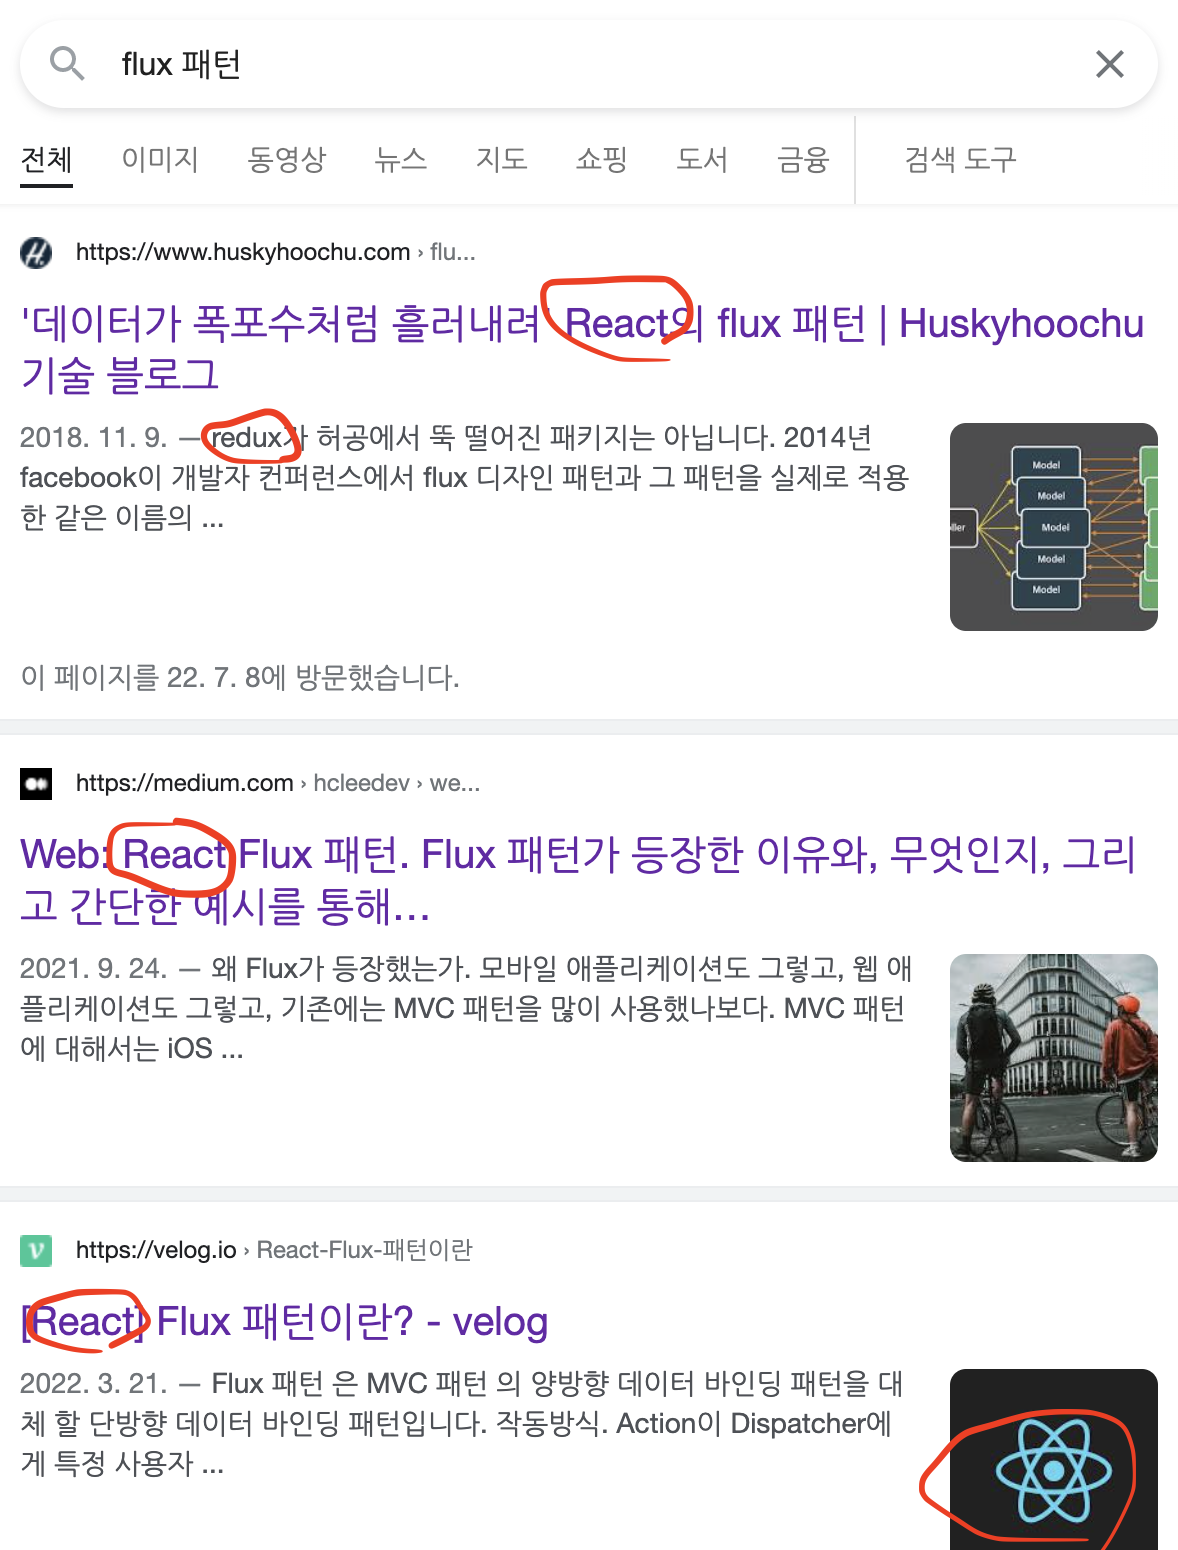 flux 패턴
전체 이미지 동영상 뉴스 지도 쇼핑 도서 금융 검색 도구
https://www.huskyhoochu.com › flu...
'데이터가 폭포수처럼 흘러내려' React의 flux 패턴 | Huskyhoochu
기술 블로그
2018. 11. 9. — redux가 허공에서 뚝 떨어진 패키지는 아닙니다. 2014년
facebook이 개발자 컨퍼런스에서 flux 디자인 패턴과 그 패턴을 실제로 적용
한 같은 이름의 ...
Model
Model
ller Model
Model
Model
이 페이지를 22. 7. 8에 방문했습니다.
https://medium.com › hcleedev › we...
Web: React Flux 패턴. Flux 패턴가 등장한 이유와, 무엇인지, 그리
고 간단한 예시를 통해...
2021. 9. 24. — 왜 Flux가 등장했는가. 모바일 애플리케이션도 그렇고, 웹 애
플리케이션도 그렇고, 기존에는 MVC 패턴을 많이 사용했나보다. MVC 패턴
에 대해서는 iOS ...
https://velog.io › React-Flux-패턴이란
[React] Flux 패턴이란? - velog
2022. 3. 21. — Flux 패턴 은 MVC 패턴 의 양방향 데이터 바인딩 패턴을 대
체 할 단방향 데이터 바인딩 패턴입니다. 작동방식. Action이 Dispatcher에
게 특정 사용자 ...